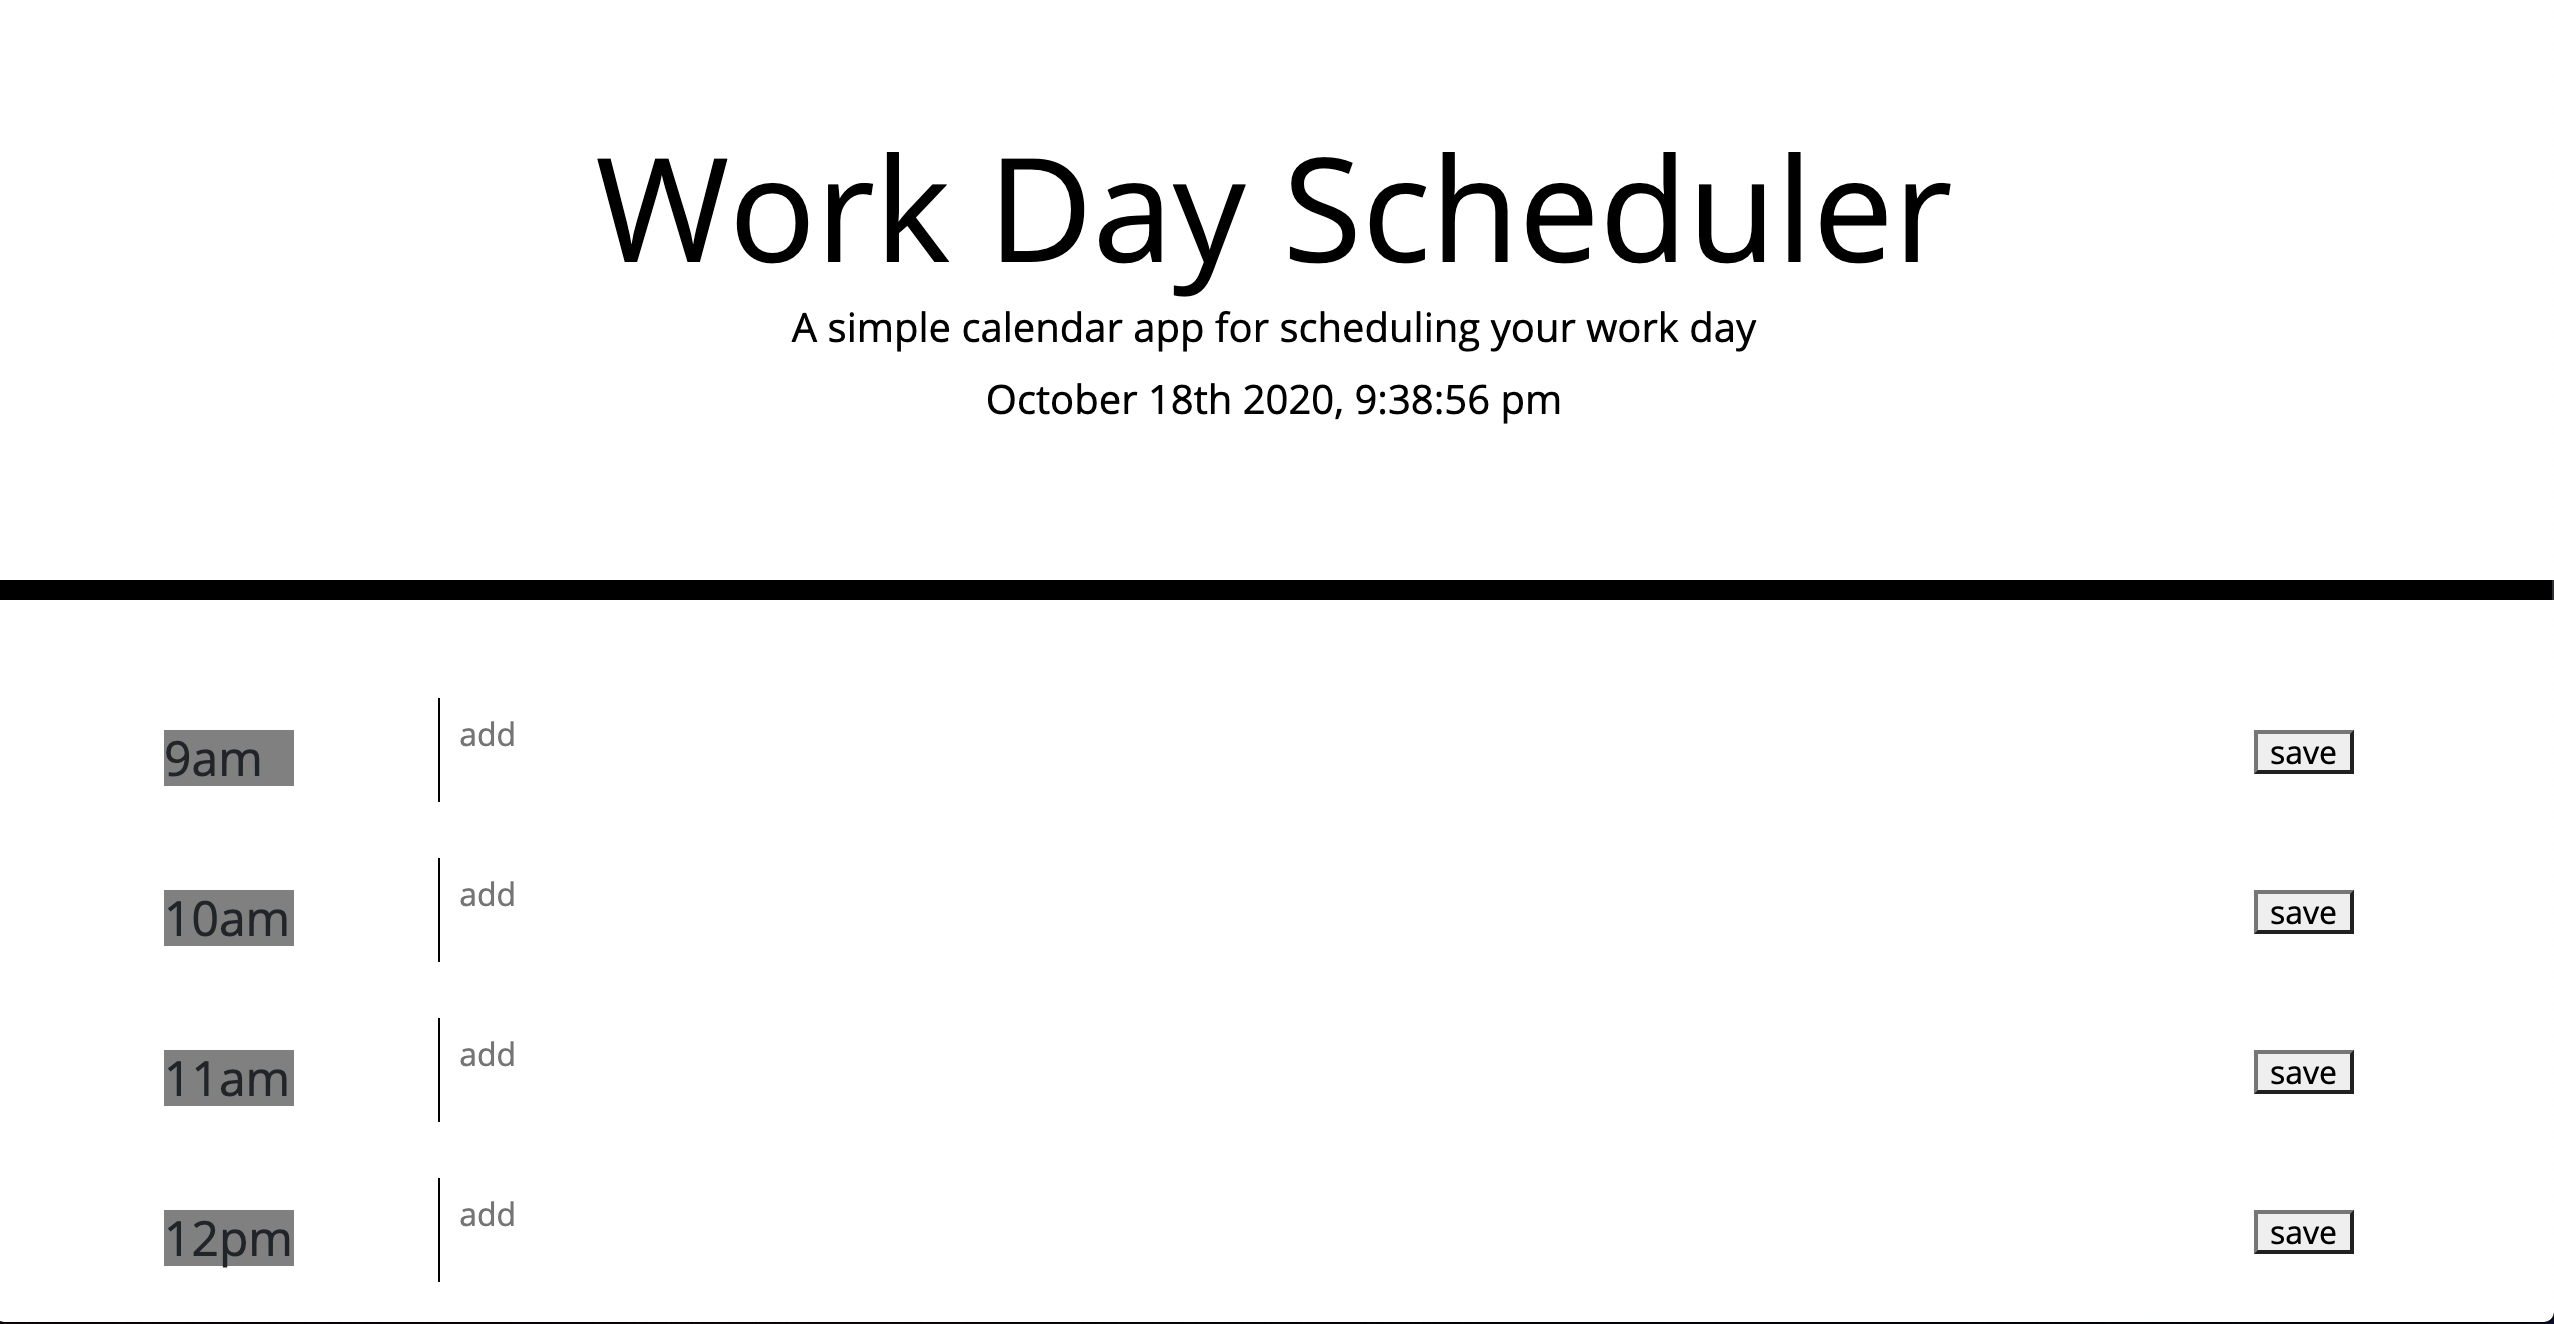 Work Day Scheduler
A simple calendar app for scheduling your work day
October 18th 2020, 9:38:56 pm
9am add save
10am add save
11am add save
12pm add save